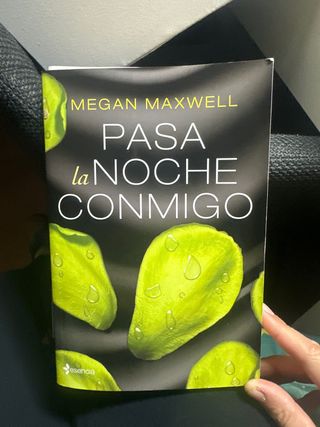 MEGAN MAXWELL
PASA
la NOCHE
CONMIGO
esencia